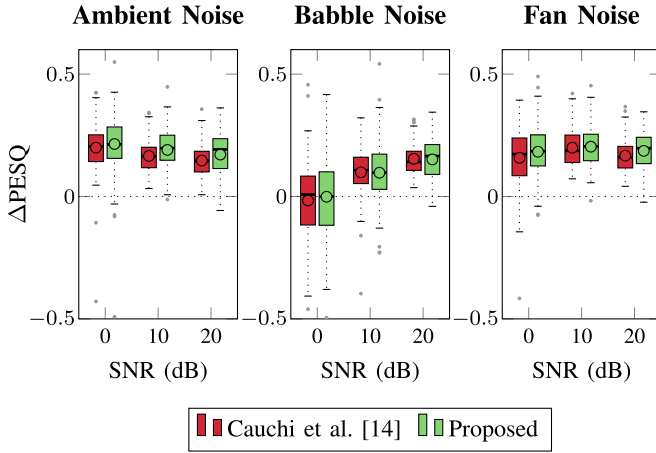 Ambient Noise
Babble Noise
Fan Noise
ΔPESQ
0.5
0
−0.5
0 10 20
SNR (dB)
0.5
0
−0.5
0 10 20
SNR (dB)
0.5
0
−0.5
0 10 20
SNR (dB)
Cauchi et al. [14]
Proposed